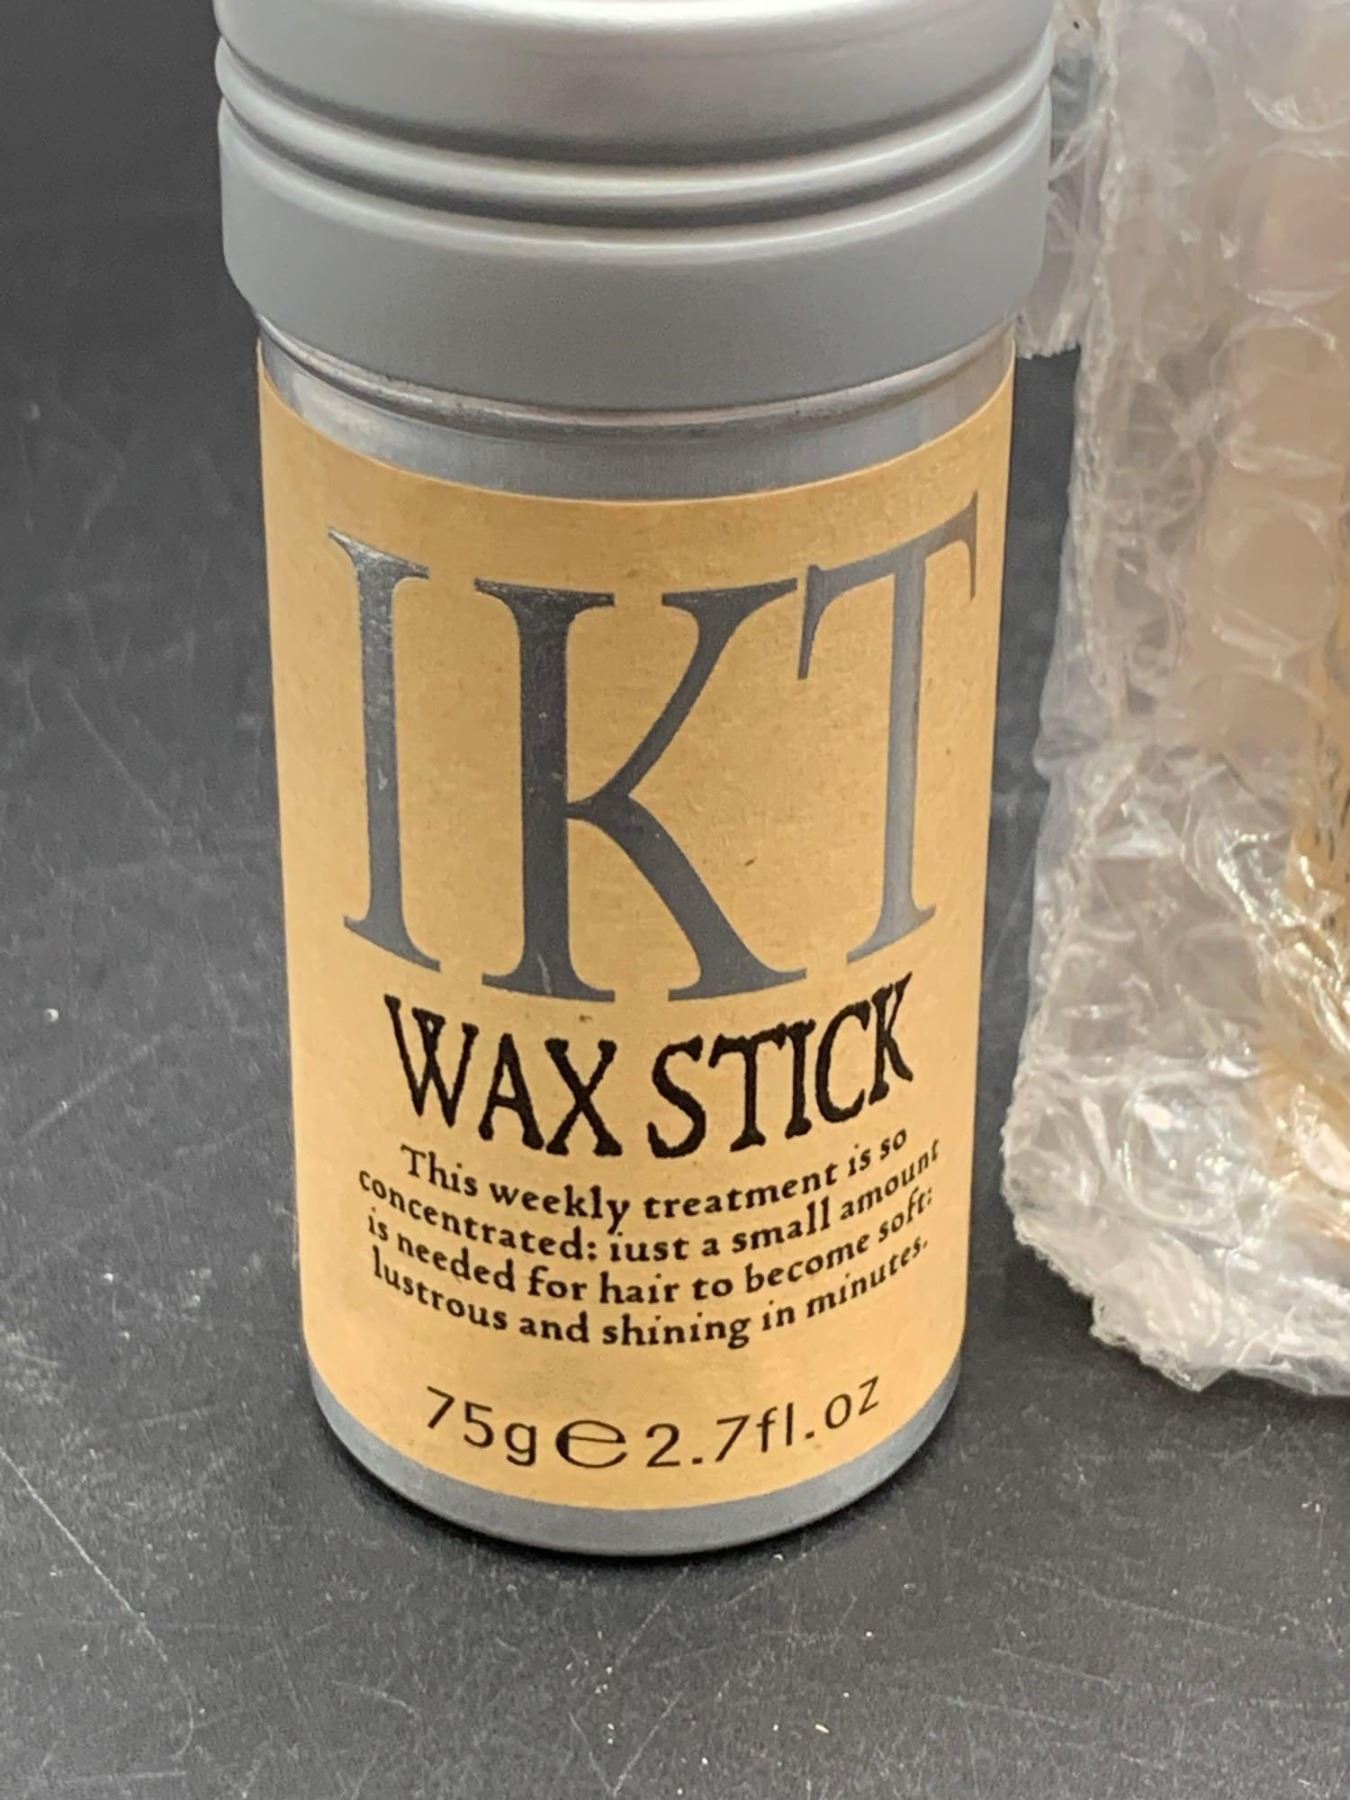 IKT
WAX STICK
This weekly treatment is so
concentrated: iust a small amount
is needed for hair to become soft:
lustrous and shining in minutes.
75g e 2.7fl.oz